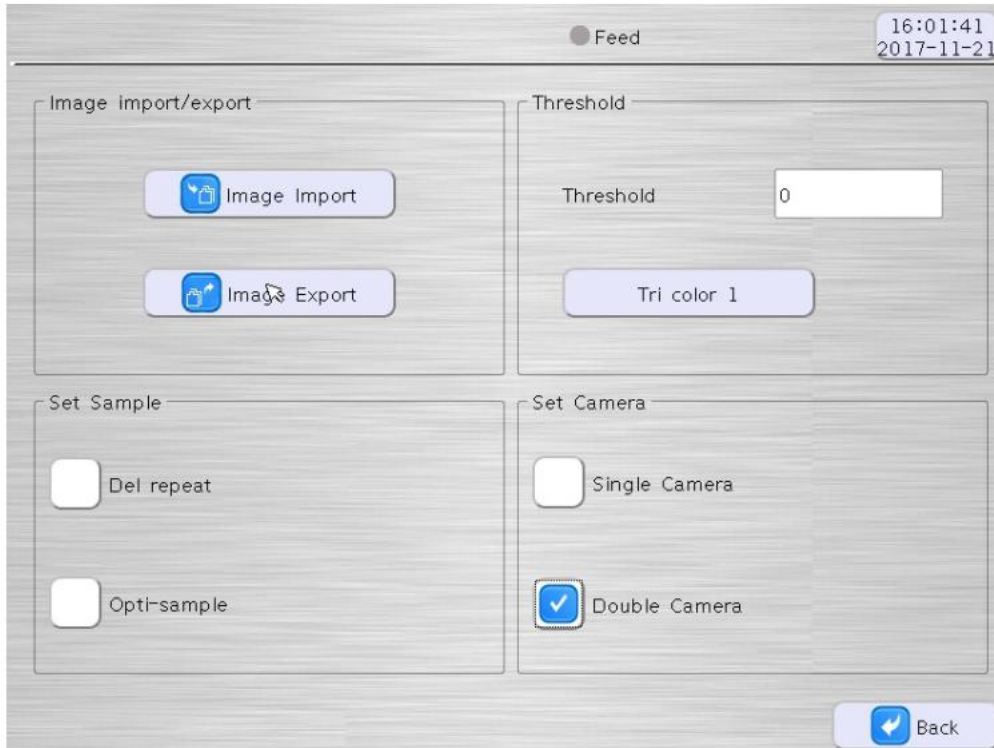 Feed
16:01:41
2017-11-21
Image import/export
Image Import
Image Export
Threshold
Threshold
0
Tri color 1
Set Sample
Del repeat
Opti-sample
Set Camera
Single Camera
Double Camera
Back